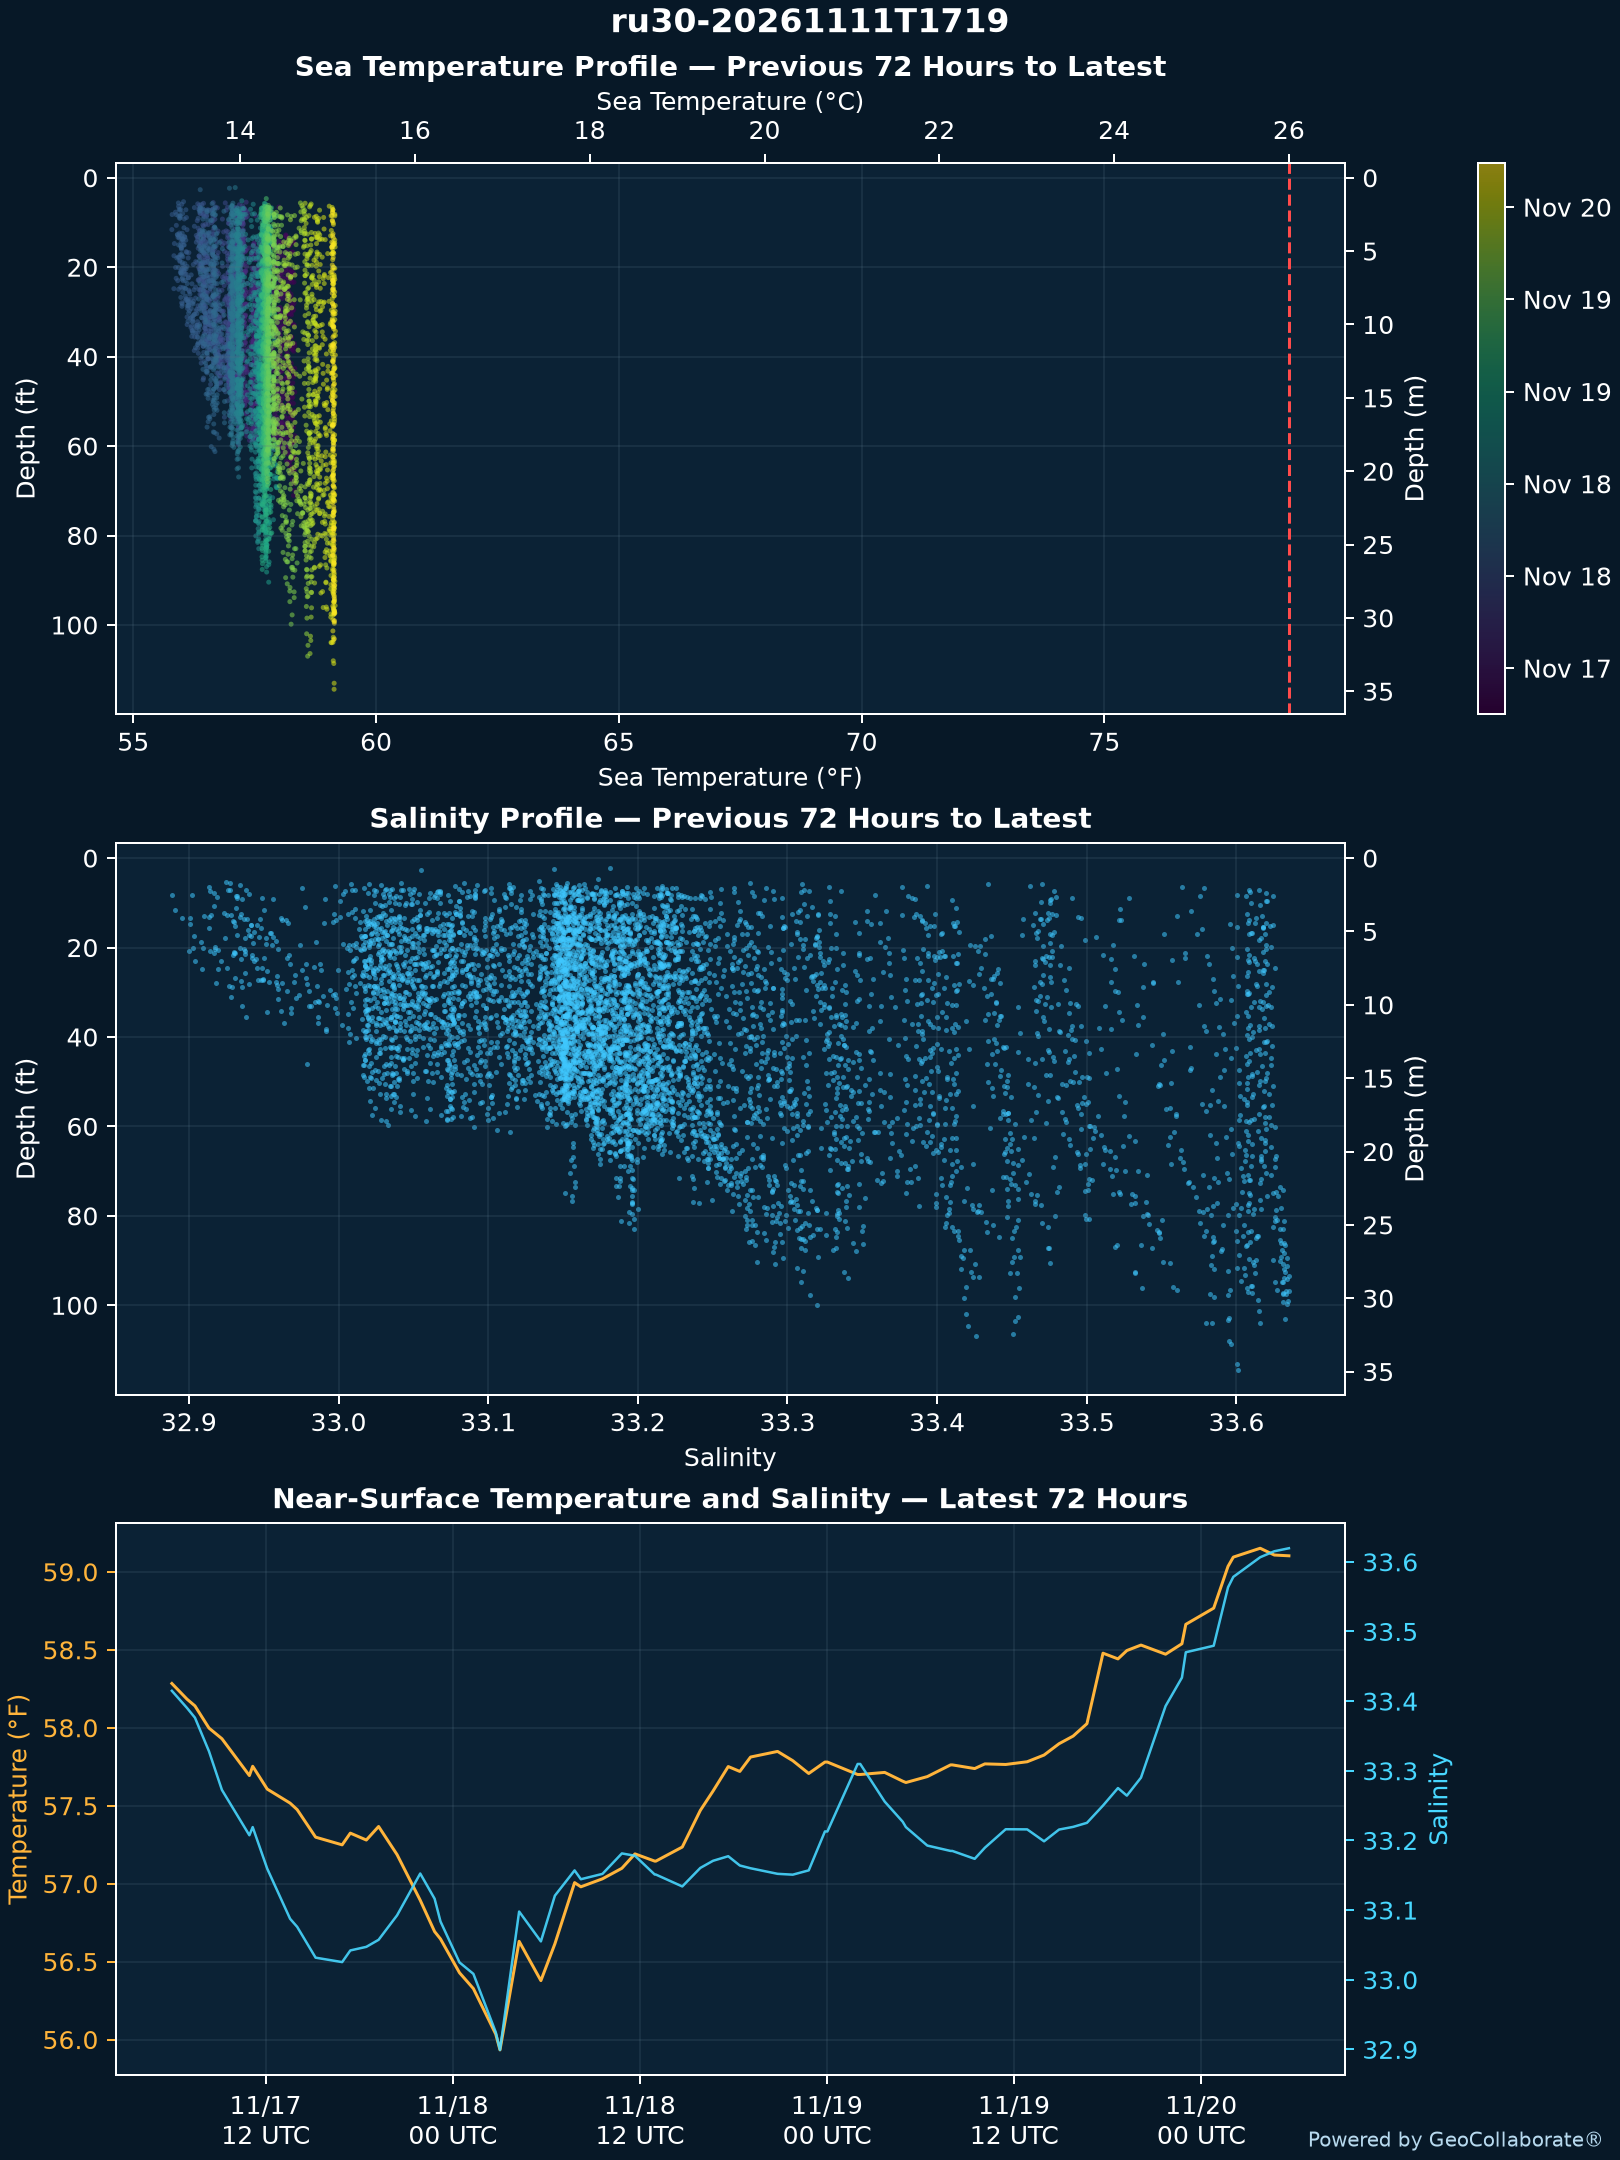 ru30-20261111T1719
Sea Temperature Profile — Previous 72 Hours to Latest
Sea Temperature (°C)
14 16 18 20 22 24 26
0
20
40
60
80
100
Depth (ft)
0
5
10
15
20
25
30
35
Depth (m)
Nov 20
Nov 19
Nov 19
Nov 18
Nov 18
Nov 17
55 60 65 70 75
Sea Temperature (°F)
Salinity Profile — Previous 72 Hours to Latest
0
20
40
60
80
100
Depth (ft)
0
5
10
15
20
25
30
35
Depth (m)
32.9 33.0 33.1 33.2 33.3 33.4 33.5 33.6
Salinity
Near-Surface Temperature and Salinity — Latest 72 Hours
59.0
58.5
58.0
57.5
57.0
56.5
56.0
Temperature (°F)
33.6
33.5
33.4
33.3
33.2
33.1
33.0
32.9
Salinity
11/17 11/18 11/18 11/19 11/19 11/20
12 UTC 00 UTC 12 UTC 00 UTC 12 UTC 00 UTC
Powered by GeoCollaborate®